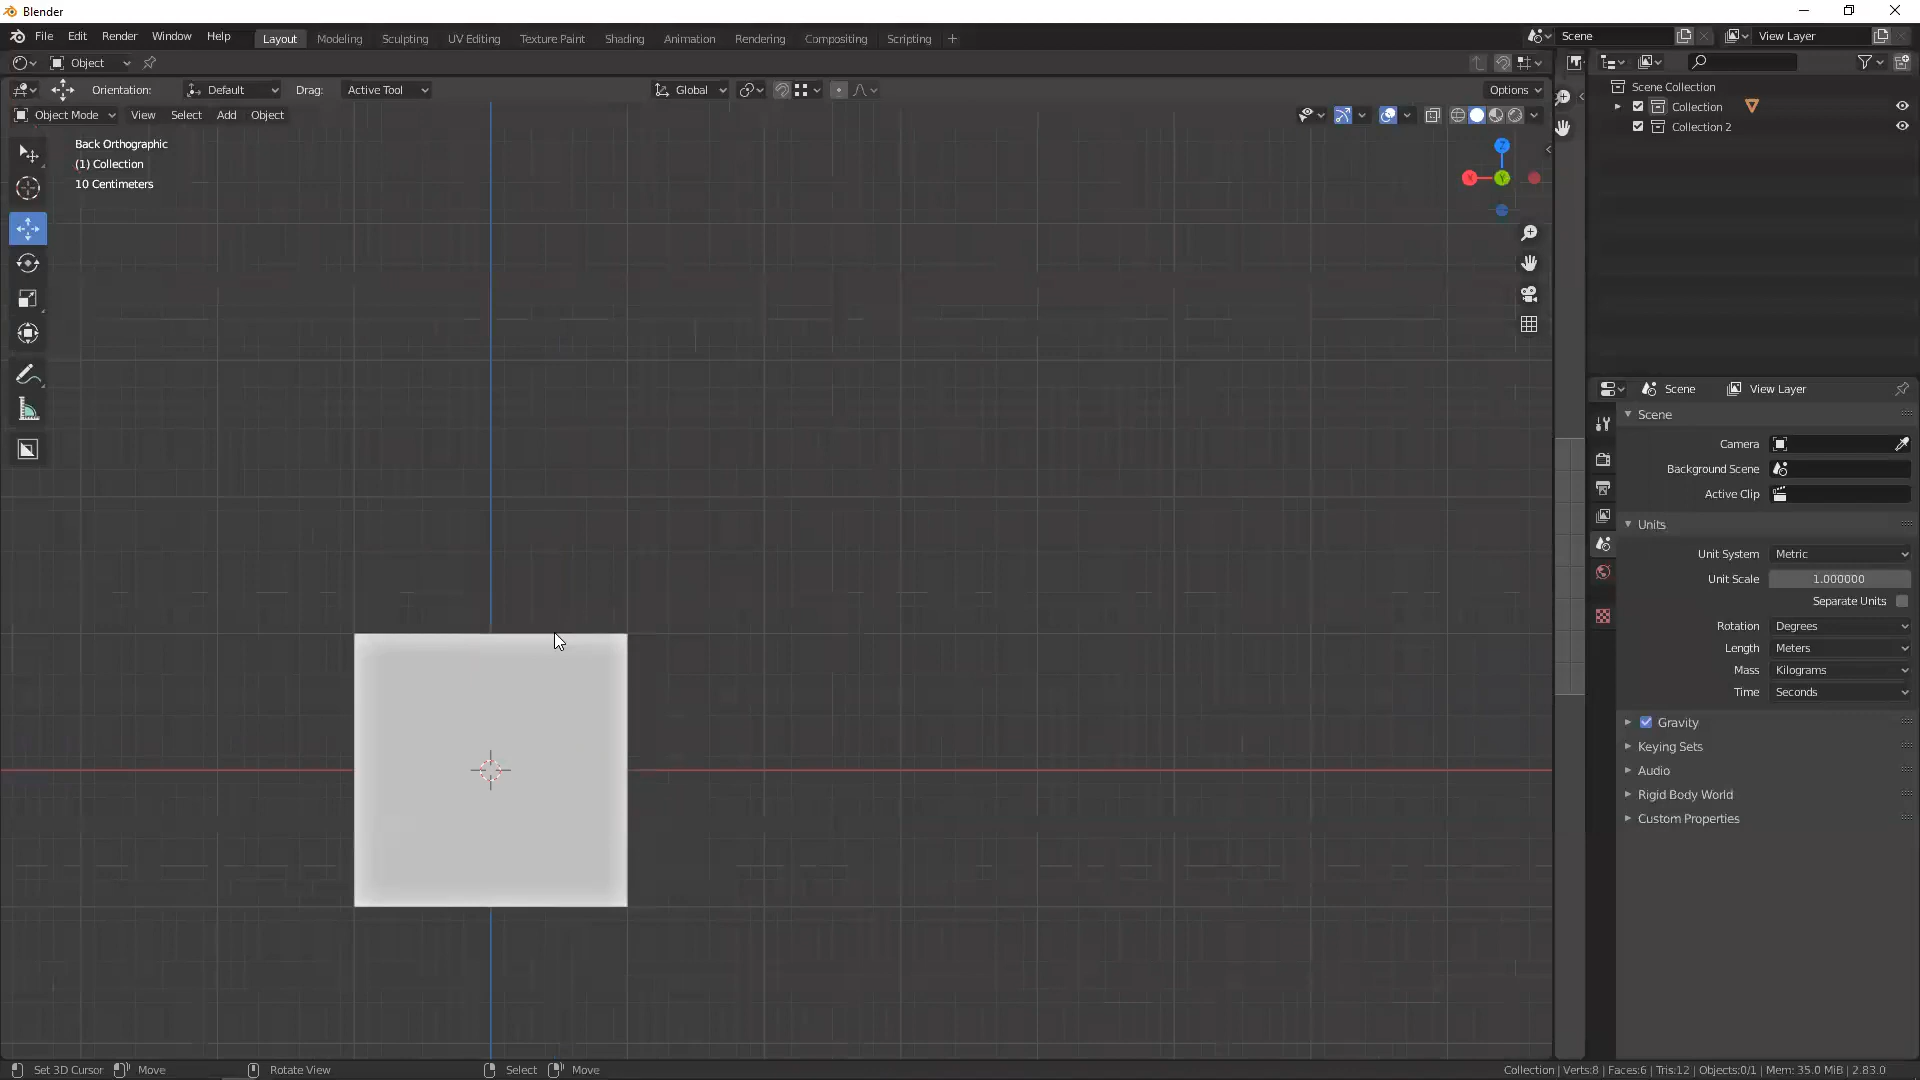 Blender
File Edit Render Window Help Layout Modeling Sculpting UV Editing Texture Paint Shading Animation Rendering Compositing Scripting + Scene View Layer
Object
Orientation: Default Drag: Active Tool Global Options
Object Mode View Select Add Object
Back Orthographic
(1) Collection
10 Centimeters
Z
X Y
Scene Collection
Collection
Collection 2
Scene View Layer
Scene
Camera
Background Scene
Active Clip
Units
Unit System Metric
Unit Scale 1.000000
Separate Units
Rotation Degrees
Length Meters
Mass Kilograms
Time Seconds
Gravity
Keying Sets
Audio
Rigid Body World
Custom Properties
Set 3D Cursor Move Rotate View Select Move Collection | Verts:8 | Faces:6 | Tris:12 | Objects:0/1 | Mem: 35.0 MiB | 2.83.0